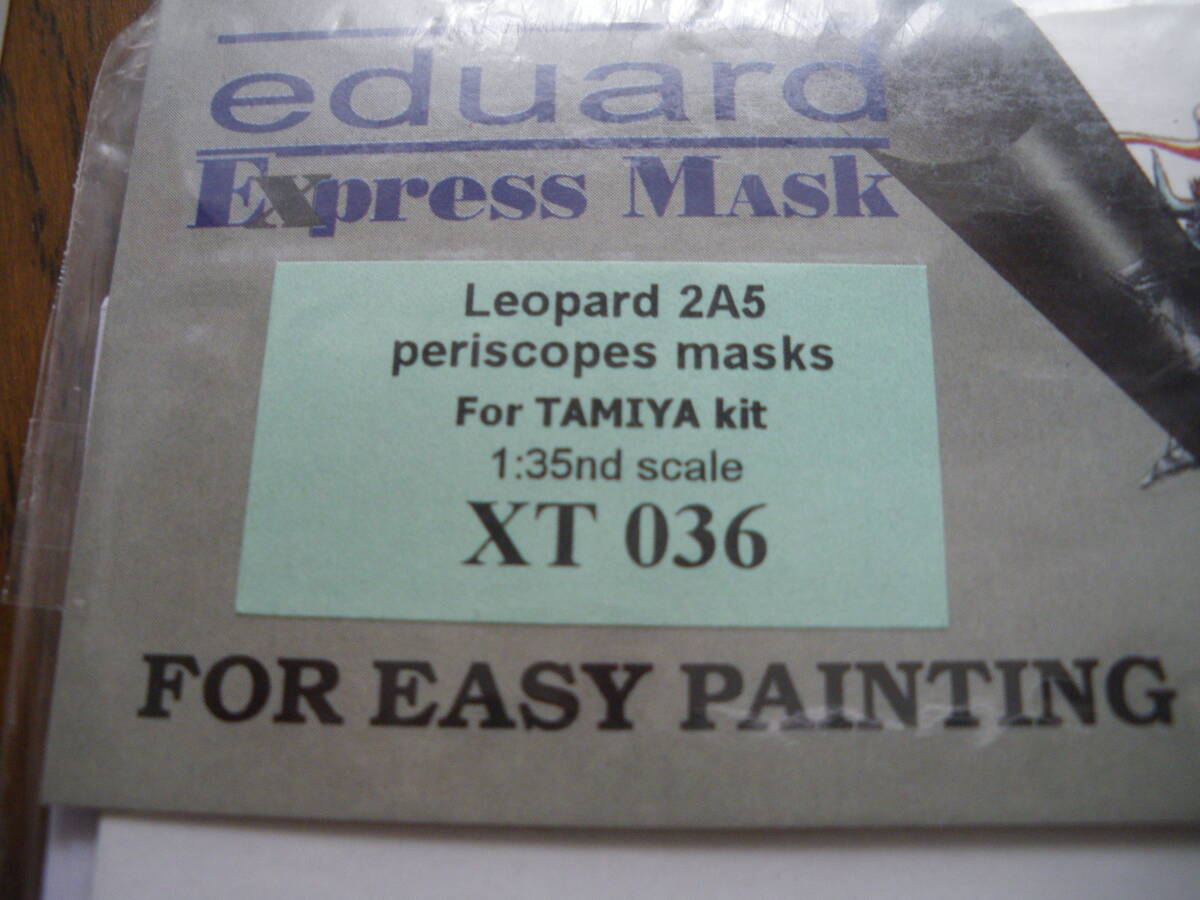 eduard
Express Mask
Leopard 2A5
periscopes masks
For TAMIYA kit
1:35nd scale
XT 036
FOR EASY PAINTING